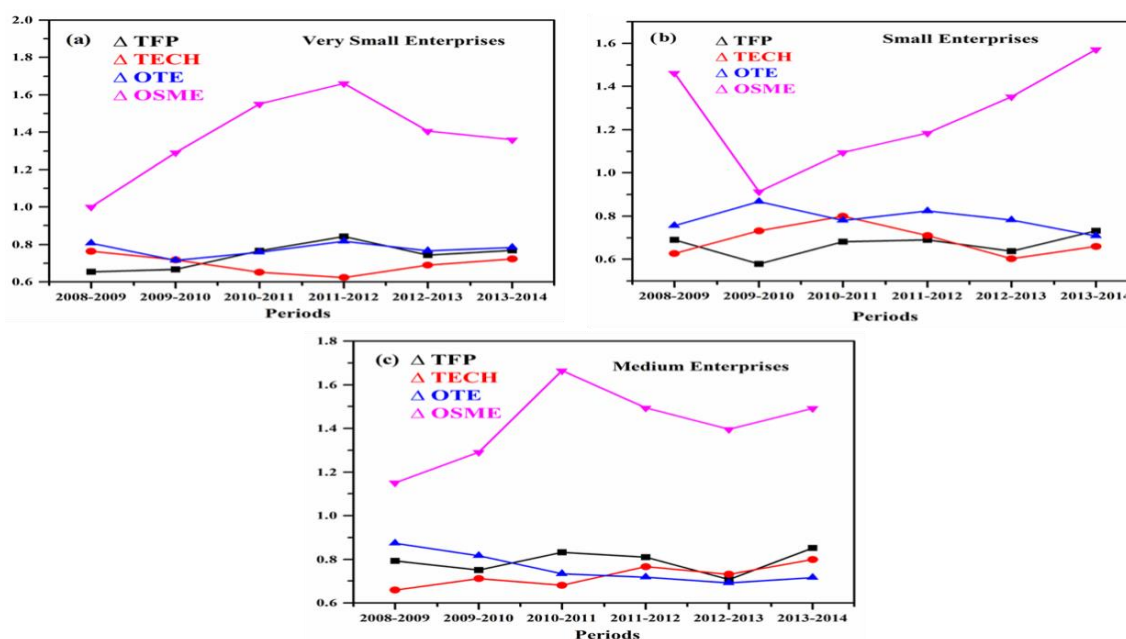 (a)
Very Small Enterprises
Δ TFP
Δ TECH
Δ OTE
Δ OSME
2.0
1.8
1.6
1.4
1.2
1.0
0.8
0.6
2008-2009 2009-2010 2010-2011 2011-2012 2012-2013 2013-2014
Periods
(b)
Small Enterprises
Δ TFP
Δ TECH
Δ OTE
Δ OSME
1.6
1.4
1.2
1.0
0.8
0.6
2008-2009 2009-2010 2010-2011 2011-2012 2012-2013 2013-2014
Periods
(c) Δ TFP
Medium Enterprises
Δ TECH
Δ OTE
Δ OSME
1.8
1.6
1.4
1.2
1.0
0.8
0.6
2008-2009 2009-2010 2010-2011 2011-2012 2012-2013 2013-2014
Periods